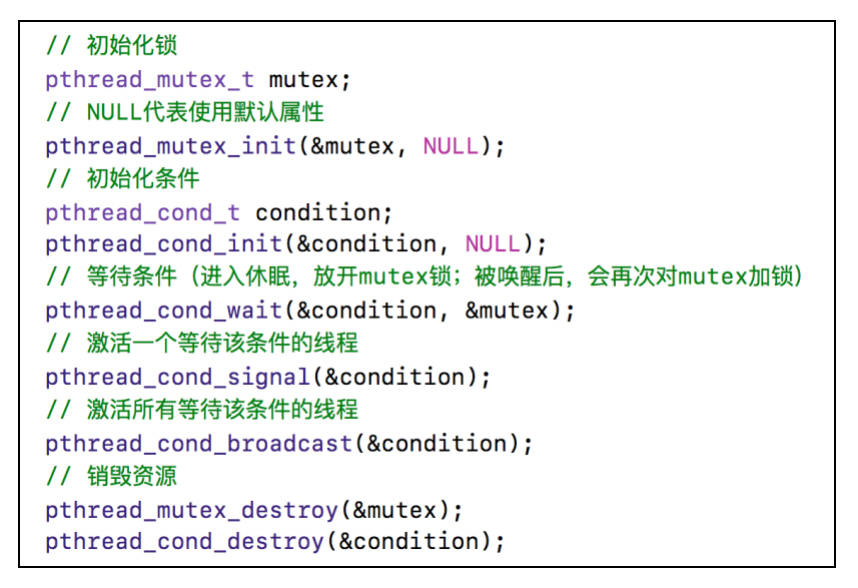 // 初始化锁
pthread_mutex_t mutex;
// NULL代表使用默认属性
pthread_mutex_init(&mutex, NULL);
// 初始化条件
pthread_cond_t condition;
pthread_cond_init(&condition, NULL);
// 等待条件（进入休眠，放开mutex锁；被唤醒后，会再次对mutex加锁）
pthread_cond_wait(&condition, &mutex);
// 激活一个等待该条件的线程
pthread_cond_signal(&condition);
// 激活所有等待该条件的线程
pthread_cond_broadcast(&condition);
// 销毁资源
pthread_mutex_destroy(&mutex);
pthread_cond_destroy(&condition);